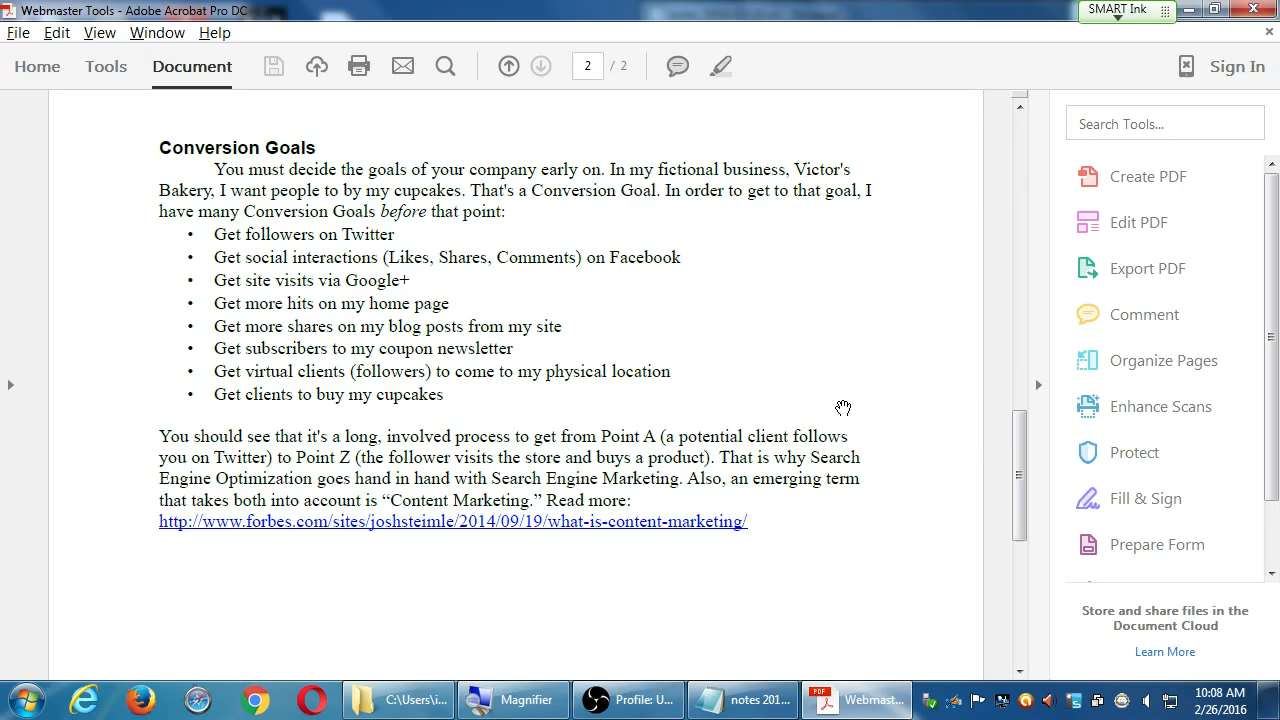 Webmaster Tools - Adobe Acrobat Pro DC
SMART Ink
File Edit View Window Help
Home Tools Document 2 / 2 Sign In
Conversion Goals
You must decide the goals of your company early on. In my fictional business, Victor's
Bakery, I want people to by my cupcakes. That's a Conversion Goal. In order to get to that goal, I
have many Conversion Goals before that point:
• Get followers on Twitter
• Get social interactions (Likes, Shares, Comments) on Facebook
• Get site visits via Google+
• Get more hits on my home page
• Get more shares on my blog posts from my site
• Get subscribers to my coupon newsletter
• Get virtual clients (followers) to come to my physical location
• Get clients to buy my cupcakes
You should see that it's a long, involved process to get from Point A (a potential client follows
you on Twitter) to Point Z (the follower visits the store and buys a product). That is why Search
Engine Optimization goes hand in hand with Search Engine Marketing. Also, an emerging term
that takes both into account is “Content Marketing.” Read more:
http://www.forbes.com/sites/joshsteimle/2014/09/19/what-is-content-marketing/
Search Tools...
Create PDF
Edit PDF
Export PDF
Comment
Organize Pages
Enhance Scans
Protect
Fill & Sign
Prepare Form
Store and share files in the
Document Cloud
Learn More
C:\Users\i... Magnifier Profile: U... notes 201... PDF Webmast...
10:08 AM
2/26/2016